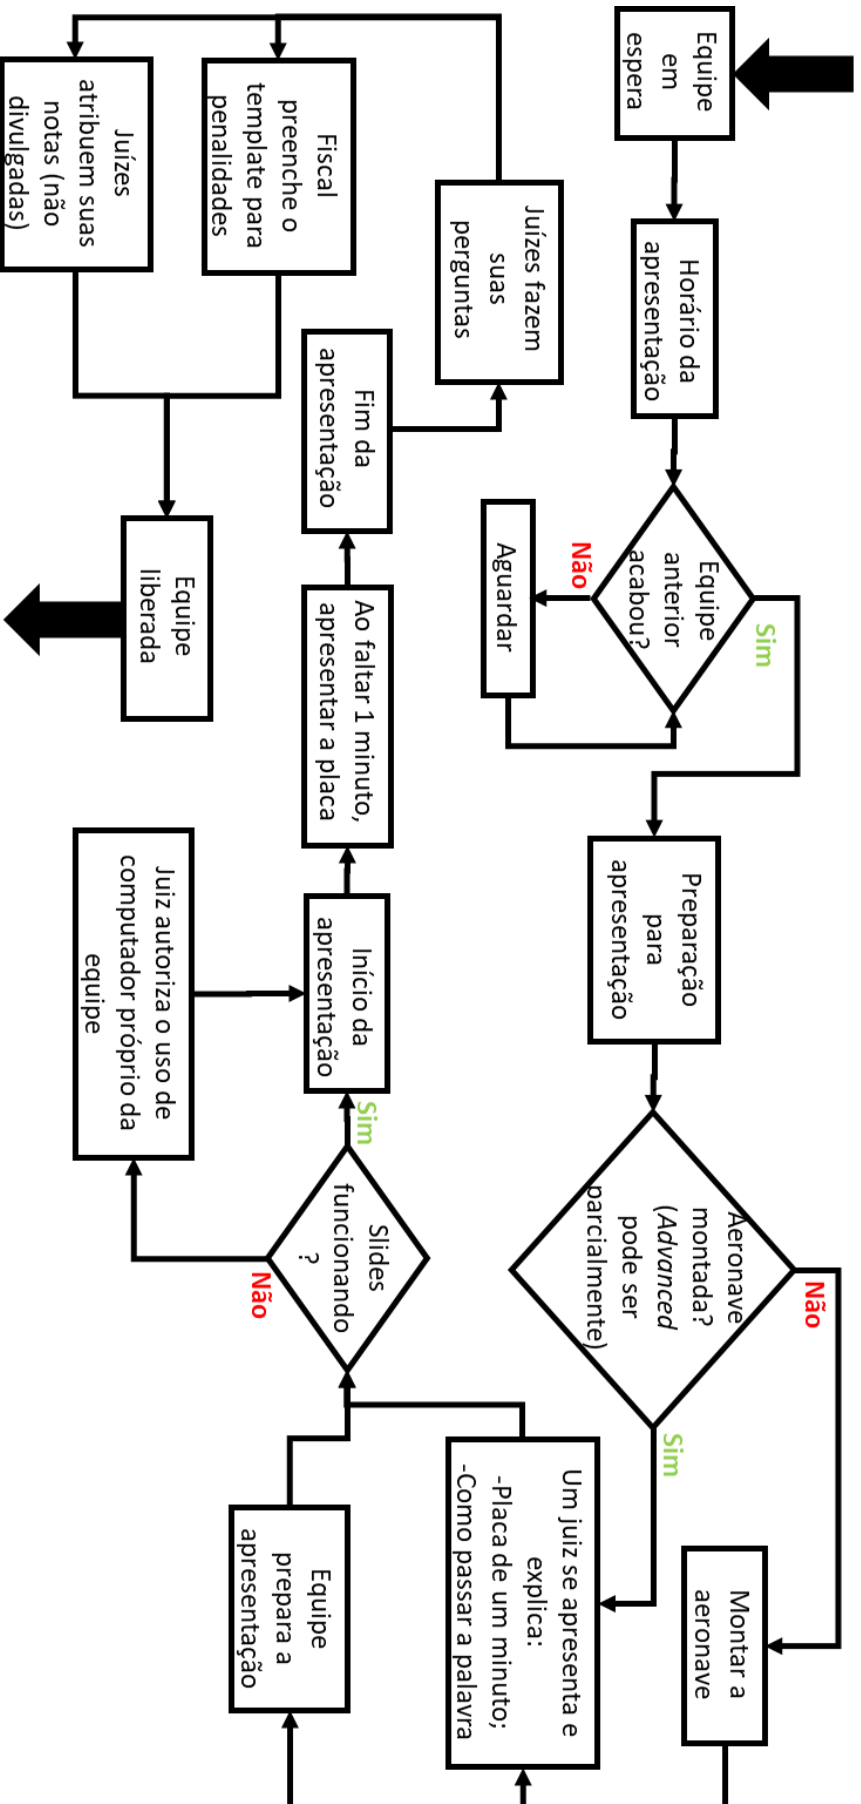 Equipe
em
espera
Horário da
apresentação
Equipe
anterior
acabou?
Sim
Não
Aguardar
Preparação
para
apresentação
Aeronave
montada?
(Advanced
pode ser
parcialmente)
Não
Sim
Montar a
aeronave
Um juiz se apresenta e
explica:
-Placa de um minuto;
-Como passar a palavra
Equipe
prepara a
apresentação
Slides
funcionando
?
Sim
Não
Juiz autoriza o uso de
computador próprio da
equipe
Início da
apresentação
Ao faltar 1 minuto,
apresentar a placa
Fim da
apresentação
Juízes fazem
suas
perguntas
Fiscal
preenche o
template para
penalidades
Juízes
atribuem suas
notas (não
divulgadas)
Equipe
liberada